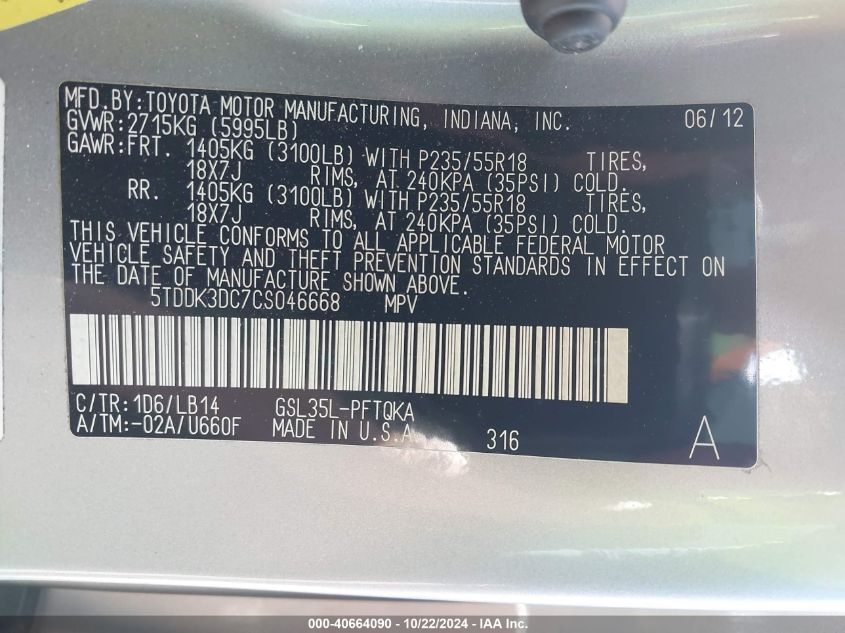 MFD. BY: TOYOTA MOTOR MANUFACTURING, INDIANA, INC. 06/12
GVWR: 2715KG (5995LB)
GAWR: FRT. 1405KG (3100LB) WITH P235/55R18 TIRES,
18X7J RIMS, AT 240KPA (35PSI) COLD.
RR. 1405KG (3100LB) WITH P235/55R18 TIRES,
18X7J RIMS, AT 240KPA (35PSI) COLD.
THIS VEHICLE CONFORMS TO ALL APPLICABLE FEDERAL MOTOR
VEHICLE SAFETY AND THEFT PREVENTION STANDARDS IN EFFECT ON
THE DATE OF MANUFACTURE SHOWN ABOVE.
5TDDK3DC7CS046668 MPV
C/TR: 1D6/LB14 GSL35L-PFTQKA
A/TM: -02A/U660F MADE IN U.S.A. 316 A
000-40664090 - 10/22/2024 - IAA Inc.